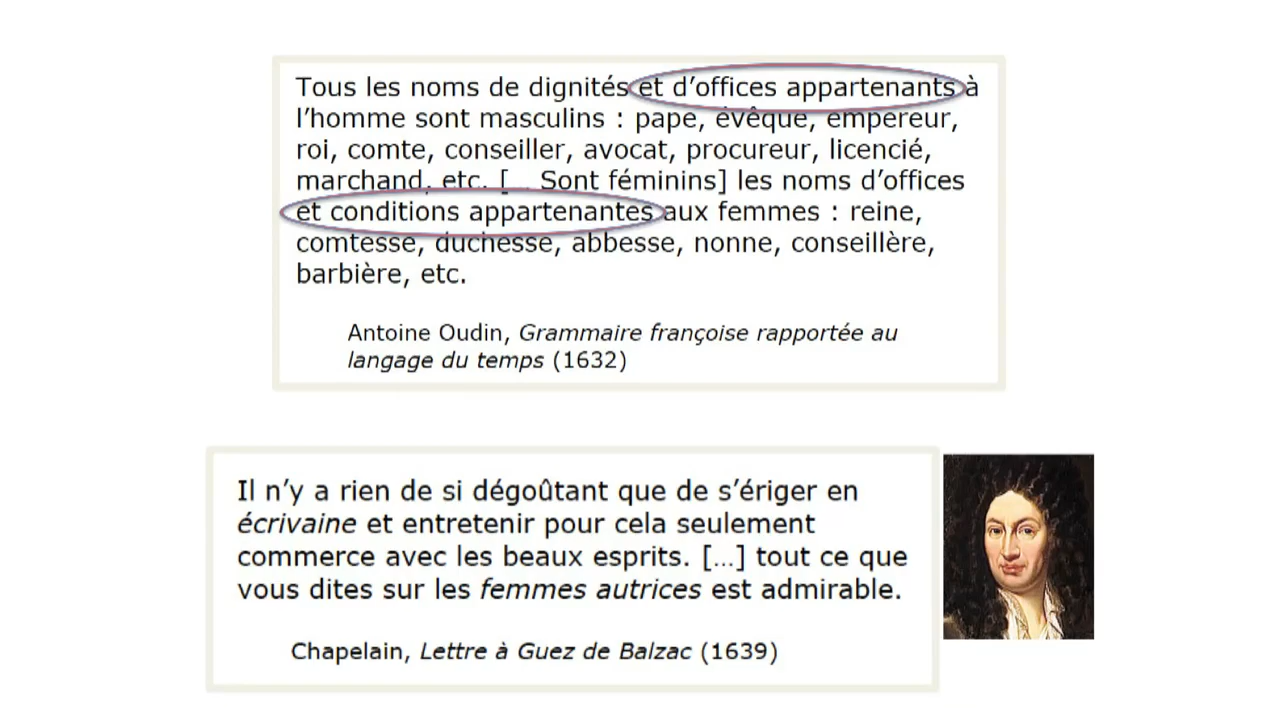 Tous les noms de dignités et d’offices appartenants à
l’homme sont masculins : pape, évêque, empereur,
roi, comte, conseiller, avocat, procureur, licencié,
marchand, etc. [… Sont féminins] les noms d’offices
et conditions appartenantes aux femmes : reine,
comtesse, duchesse, abbesse, nonne, conseillère,
barbière, etc.
Antoine Oudin, Grammaire françoise rapportée au
langage du temps (1632)
Il n’y a rien de si dégoûtant que de s’ériger en
écrivaine et entretenir pour cela seulement
commerce avec les beaux esprits. […] tout ce que
vous dites sur les femmes autrices est admirable.
Chapelain, Lettre à Guez de Balzac (1639)